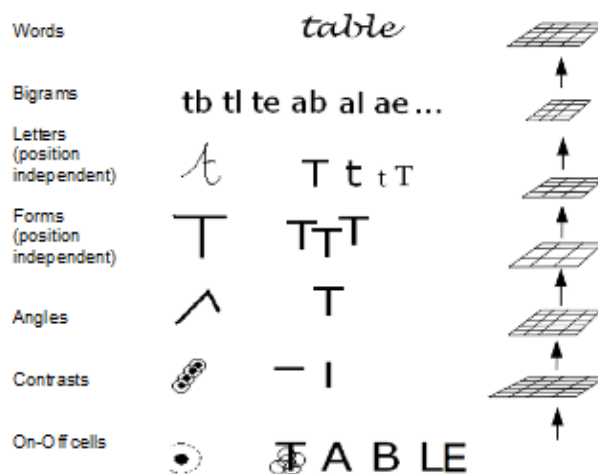 Words table
Bigrams tb tl te ab al ae...
Letters
(position
independent) t T t t T
Forms
(position
independent) T T T T
Angles T
Contrasts
On-Off cells T A B LE